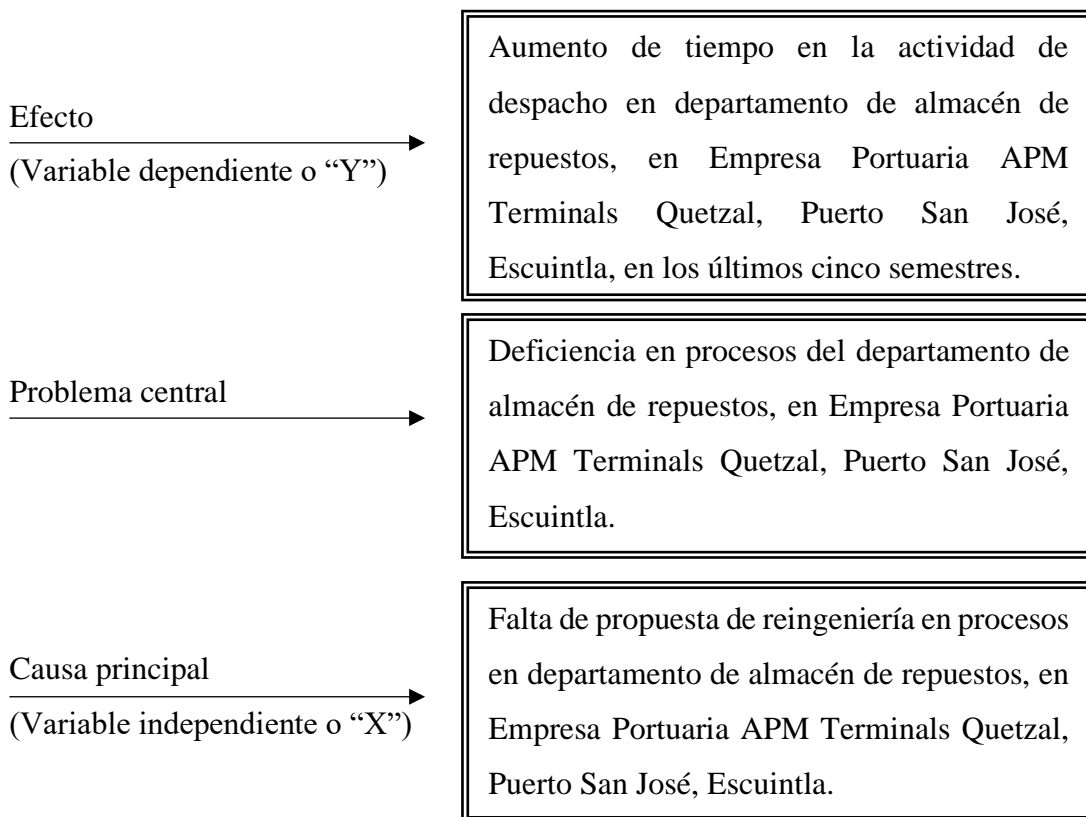 Efecto
(Variable dependiente o “Y”)
Aumento de tiempo en la actividad de
despacho en departamento de almacén de
repuestos, en Empresa Portuaria APM
Terminals Quetzal, Puerto San José,
Escuintla, en los últimos cinco semestres.
Problema central
Deficiencia en procesos del departamento de
almacén de repuestos, en Empresa Portuaria
APM Terminals Quetzal, Puerto San José,
Escuintla.
Causa principal
(Variable independiente o “X”)
Falta de propuesta de reingeniería en procesos
en departamento de almacén de repuestos, en
Empresa Portuaria APM Terminals Quetzal,
Puerto San José, Escuintla.